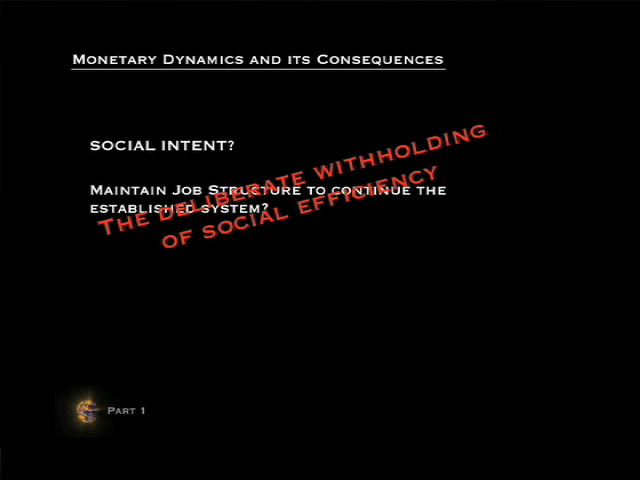 Monetary Dynamics and its Consequences
SOCIAL INTENT?
Maintain Job Structure to continue the
established system?
The deliberate withholding
of social efficiency
Part 1